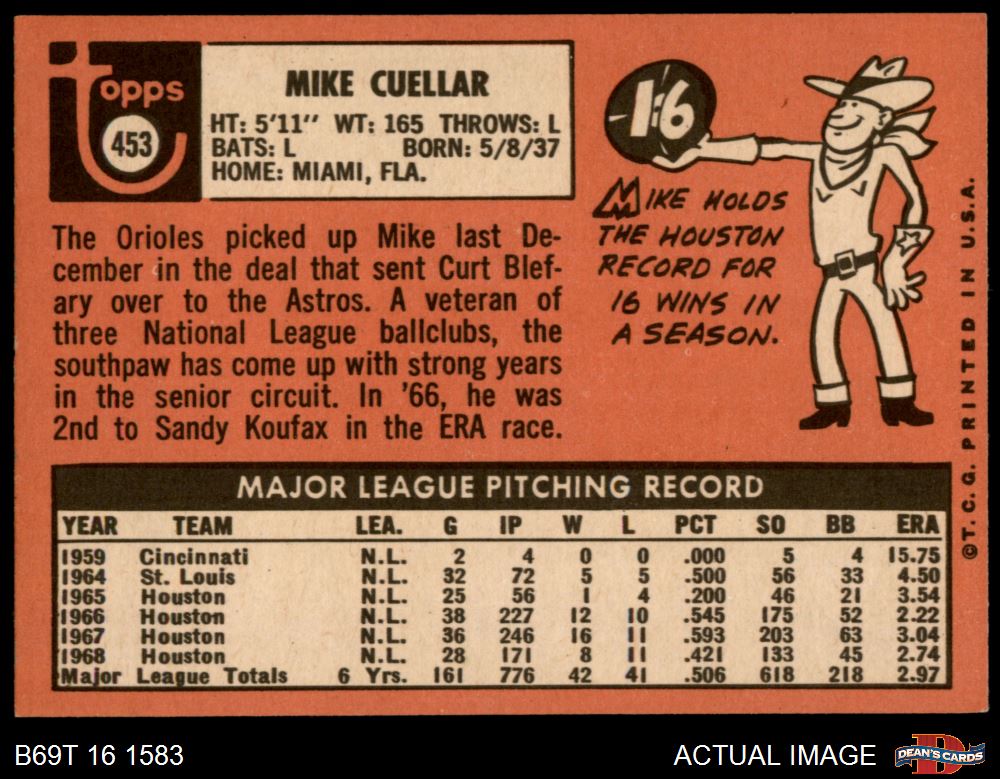 Topps
453
MIKE CUELLAR
HT: 5'11" WT: 165 THROWS: L
BATS: L BORN: 5/8/37
HOME: MIAMI, FLA.
The Orioles picked up Mike last De-
cember in the deal that sent Curt Blef-
ary over to the Astros. A veteran of
three National League ballclubs, the
southpaw has come up with strong years
in the senior circuit. In '66, he was
2nd to Sandy Koufax in the ERA race.
16
MIKE HOLDS
THE HOUSTON
RECORD FOR
16 WINS IN
A SEASON.
©T.C.G. PRINTED IN U.S.A.
MAJOR LEAGUE PITCHING RECORD
YEAR TEAM LEA. G IP W L PCT SO BB ERA
1959 Cincinnati N.L. 2 4 0 0 .000 5 4 15.75
1964 St. Louis N.L. 32 72 5 5 .500 56 33 4.50
1965 Houston N.L. 25 56 1 4 .200 46 21 3.54
1966 Houston N.L. 38 227 12 10 .545 175 52 2.22
1967 Houston N.L. 36 246 16 11 .593 203 63 3.04
1968 Houston N.L. 28 171 8 11 .421 133 45 2.74
Major League Totals 6 Yrs. 161 776 42 41 .506 618 218 2.97
B69T 16 1583
ACTUAL IMAGE
DEAN'S CARDS